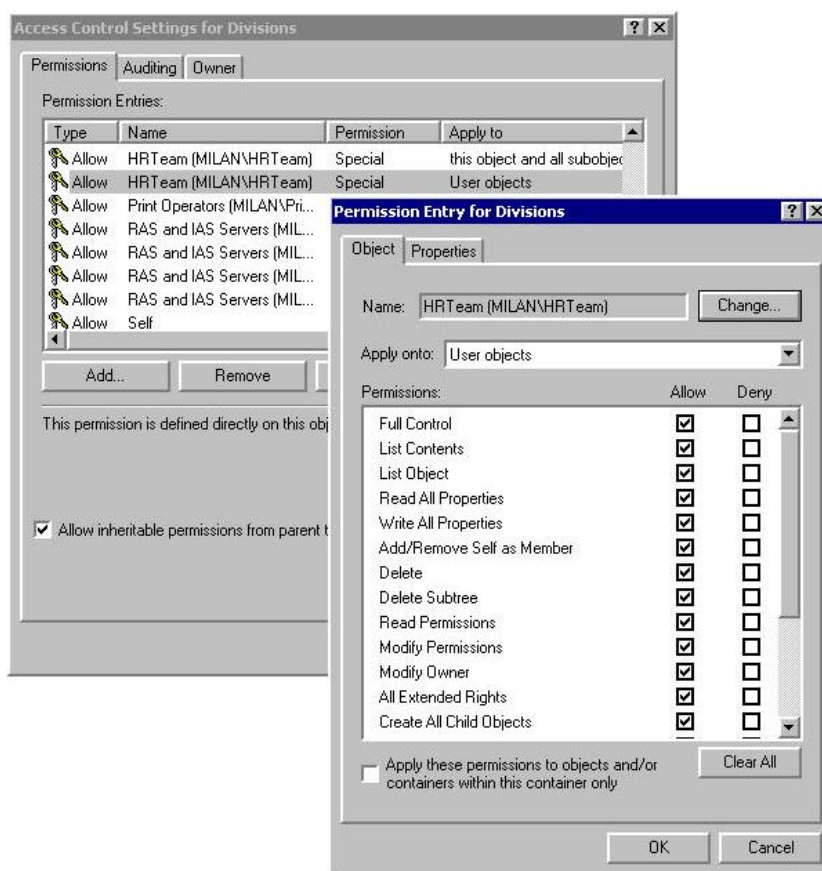 Access Control Settings for Divisions
Permissions Auditing Owner
Permission Entries:
Type Name Permission Apply to
Allow HRTeam (MILAN\HRTeam) Special this object and all subobjec
Allow HRTeam (MILAN\HRTeam) Special User objects
Allow Print Operators (MILAN\Pri...
Allow RAS and IAS Servers (MIL...
Allow RAS and IAS Servers (MIL...
Allow RAS and IAS Servers (MIL...
Allow RAS and IAS Servers (MIL...
Allow Self
Add... Remove
This permission is defined directly on this obj
Allow inheritable permissions from parent t
Permission Entry for Divisions
Object Properties
Name: HRTeam (MILAN\HRTeam) Change...
Apply onto: User objects
Permissions: Allow Deny
Full Control
List Contents
List Object
Read All Properties
Write All Properties
Add/Remove Self as Member
Delete
Delete Subtree
Read Permissions
Modify Permissions
Modify Owner
All Extended Rights
Create All Child Objects
Apply these permissions to objects and/or
containers within this container only
Clear All
OK Cancel